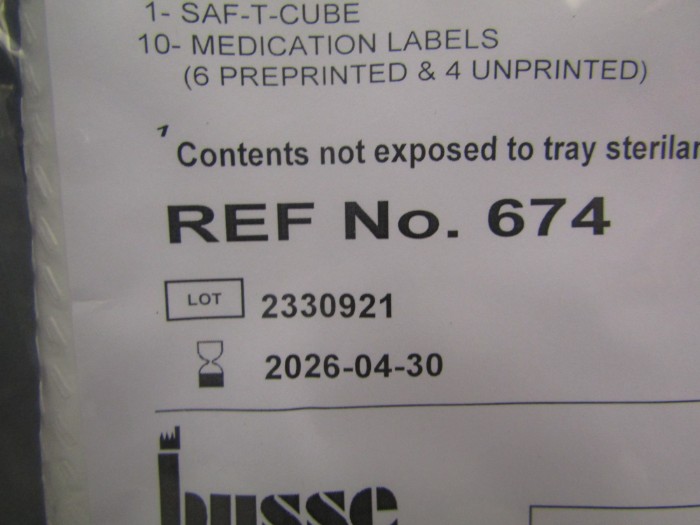 1- SAF-T-CUBE
10- MEDICATION LABELS
(6 PREPRINTED & 4 UNPRINTED)
1 Contents not exposed to tray
REF No. 674
LOT 2330921
2026-04-30
busse